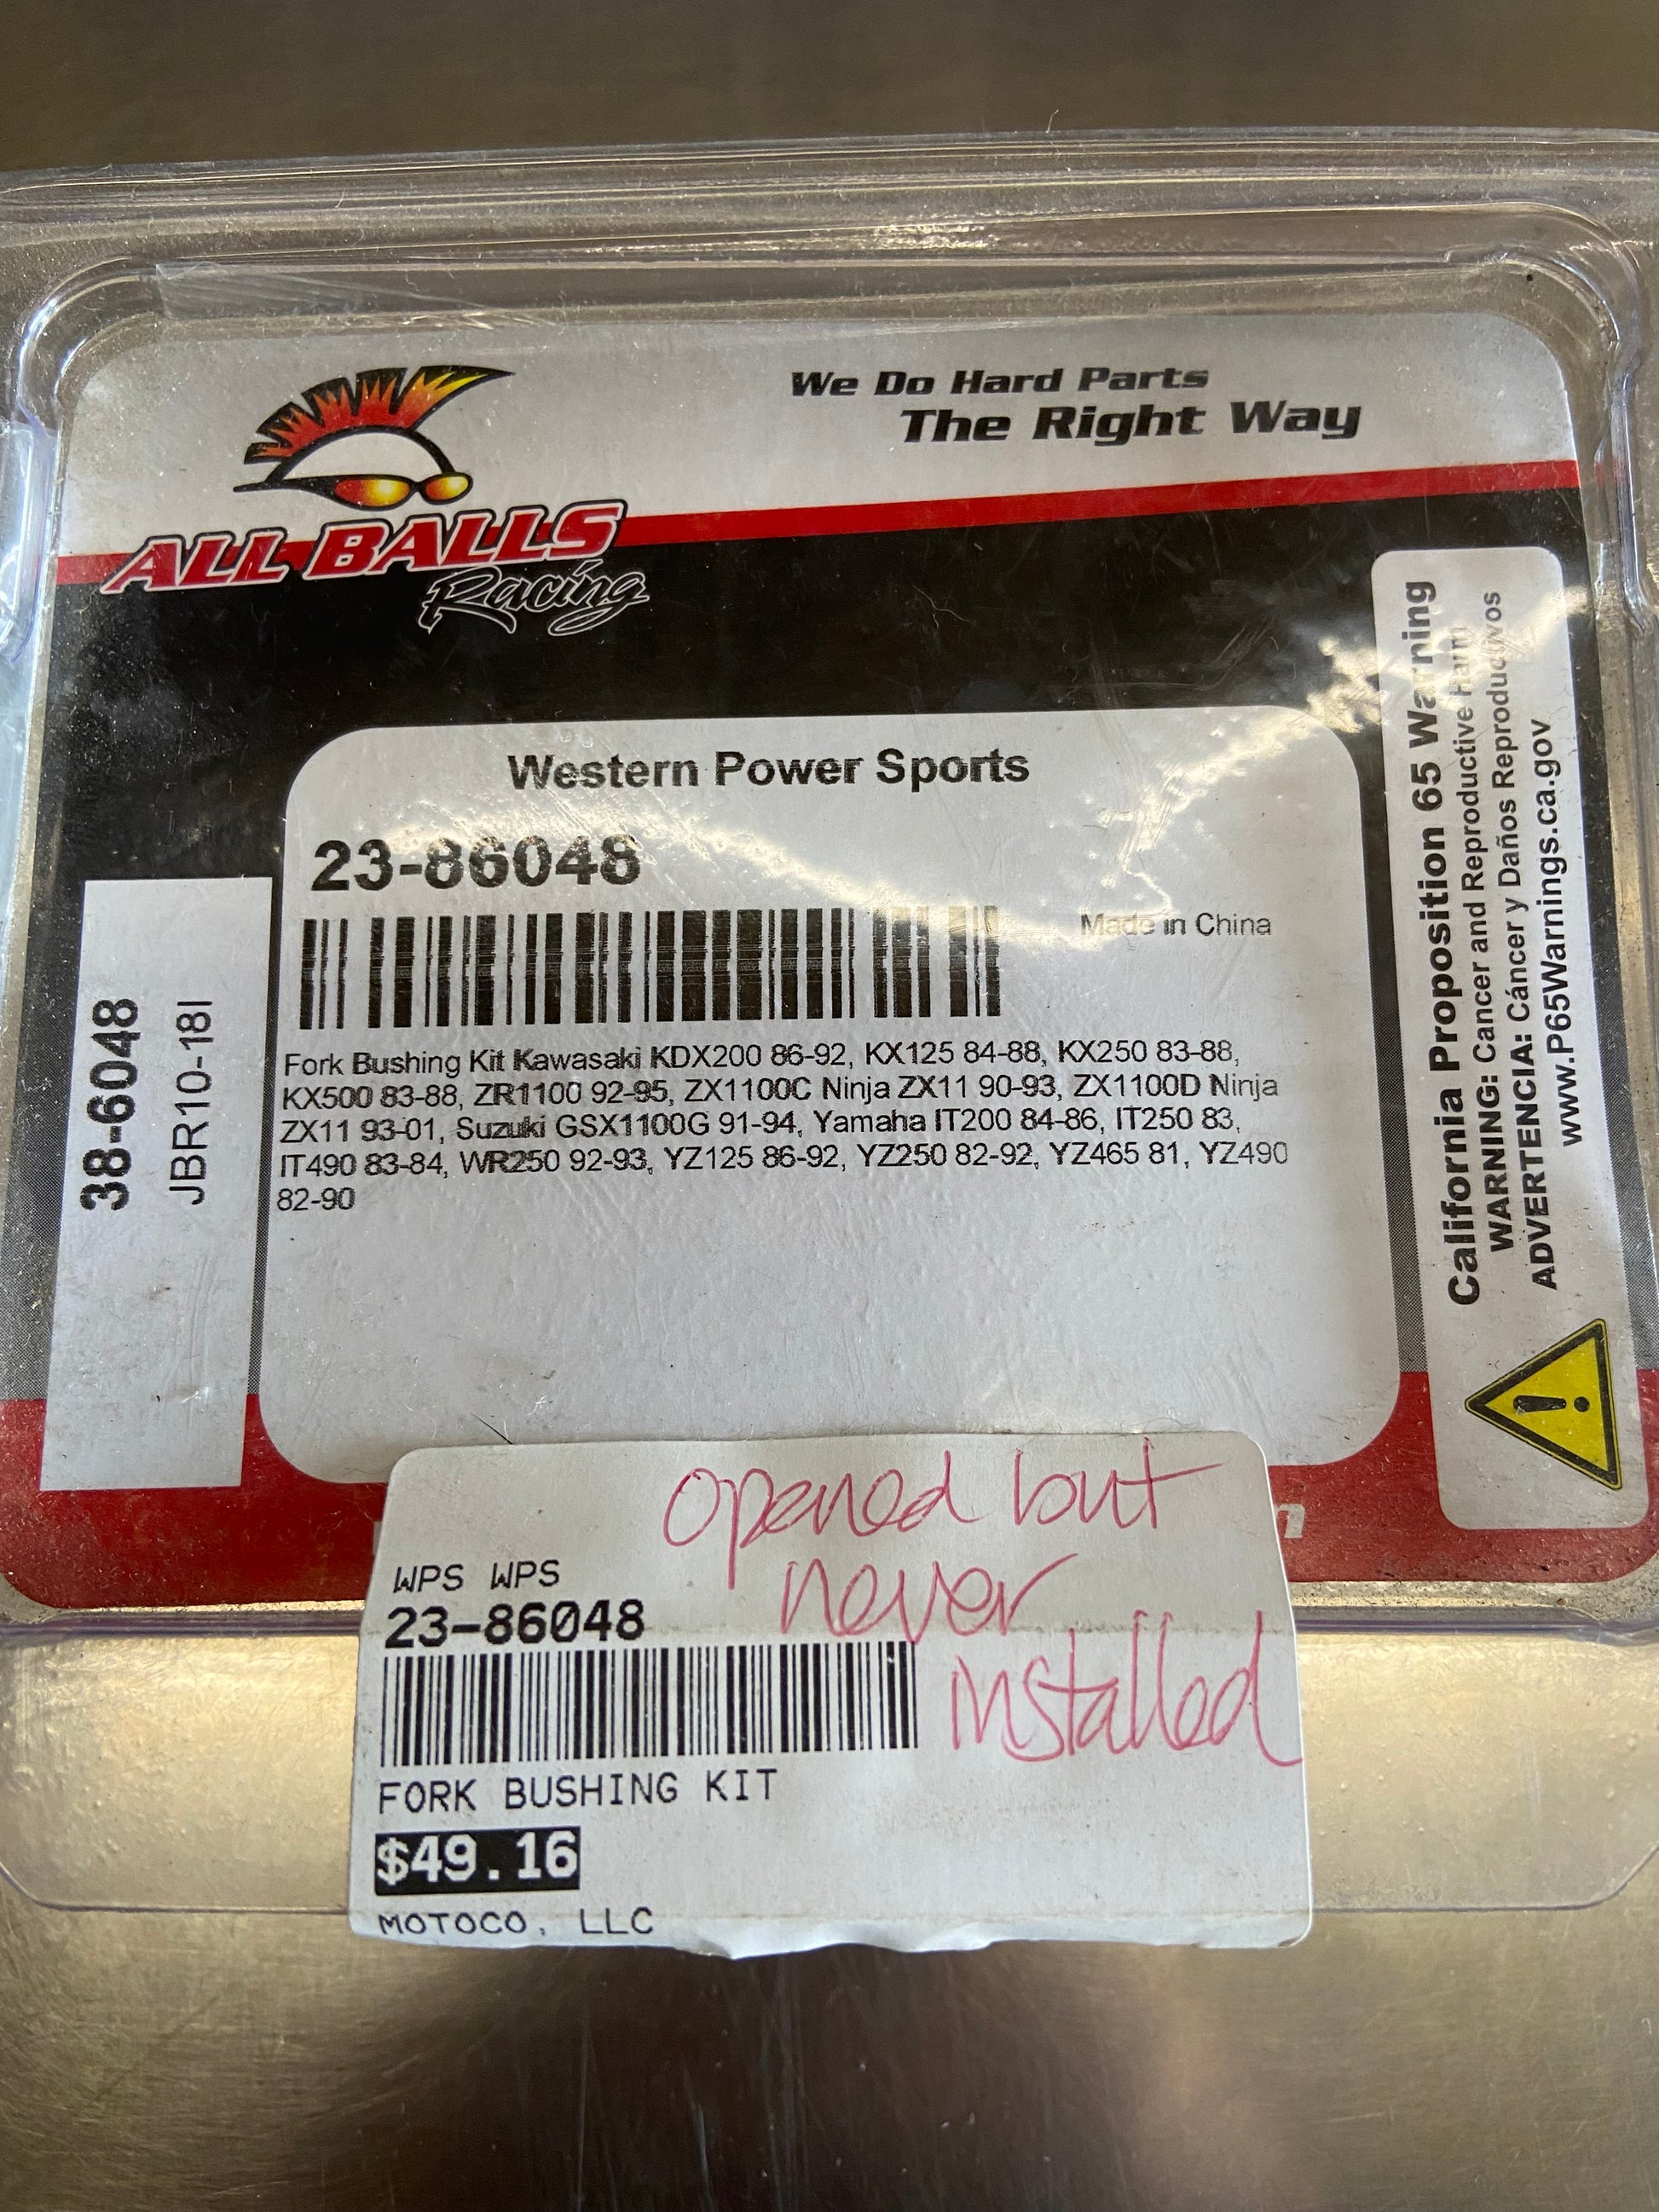 We Do Hard Parts
The Right Way
ALL BALLS
Racing
Western Power Sports
23-86048
Made in China
Fork Bushing Kit Kawasaki KDX200 86-92, KX125 84-88, KX250 83-88,
KX500 83-88, ZR1100 92-95, ZX1100C Ninja ZX11 90-93, ZX1100D Ninja
ZX11 93-01, Suzuki GSX1100G 91-94, Yamaha IT200 84-86, IT250 83,
IT490 83-84, WR250 92-93, YZ125 86-92, YZ250 82-92, YZ465 81, YZ490
82-90
38-6048
JBR10-18I
California Proposition 65 Warning
WARNING: Cancer and Reproductive Harm
ADVERTENCIA: Cáncer y Daños Reproductivos
www.P65Warnings.ca.gov
opened but
never
installed
WPS WPS
23-86048
FORK BUSHING KIT
$49.16
MOTOCO, LLC